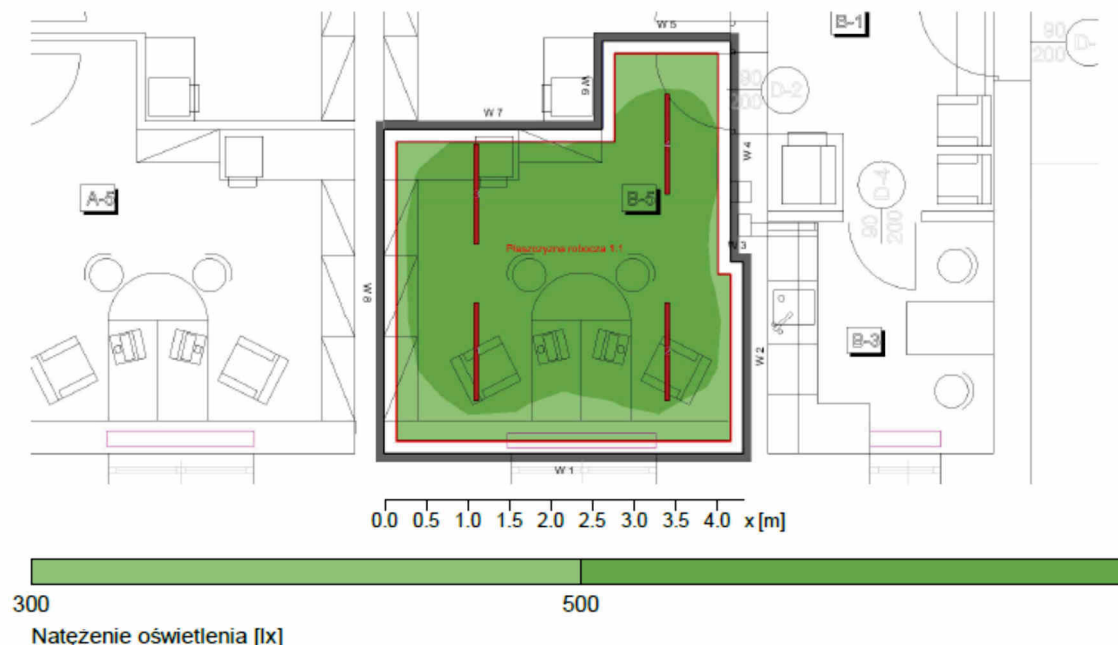 W 5
B-1
90
200
D-
W 6
90
200
D-2
W 7
W 4
D-4
A-5
B-5
90
200
Płaszczyzna robocza 1.1
W 3
W 8
W 2
B-3
W 1
0.0 0.5 1.0 1.5 2.0 2.5 3.0 3.5 4.0 x [m]
300 500
Natężenie oświetlenia [lx]